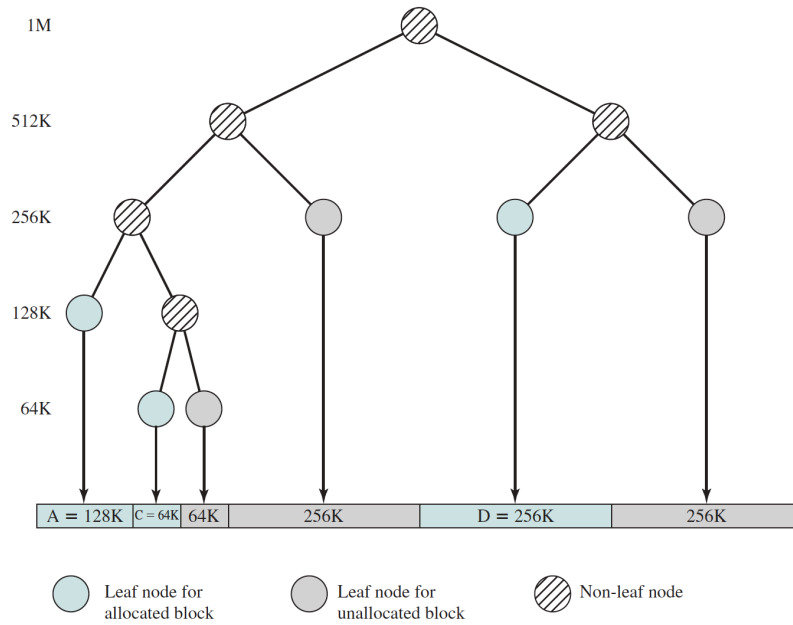 1M
512K
256K
128K
64K
A = 128K C = 64K 64K 256K D = 256K 256K
Leaf node for
allocated block
Leaf node for
unallocated block
Non-leaf node